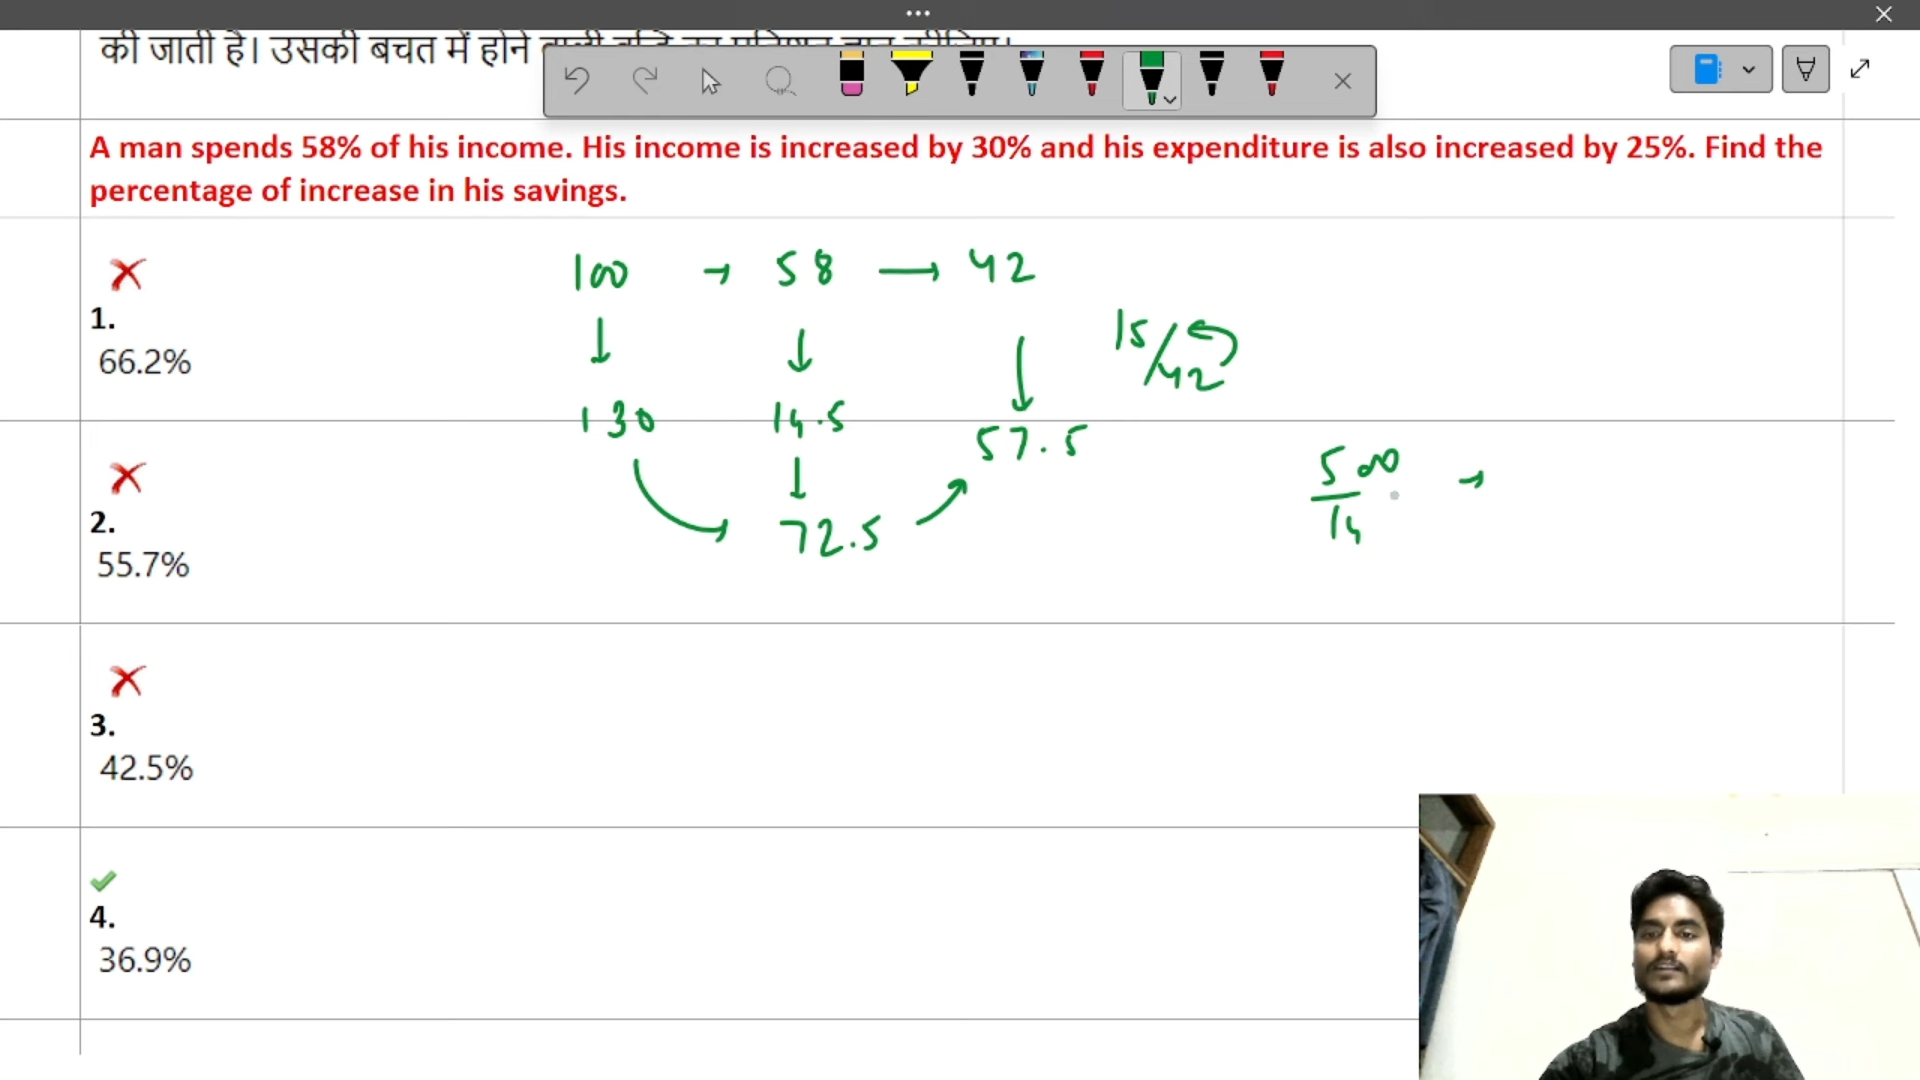 की जाती है। उसकी बचत में होने
A man spends 58% of his income. His income is increased by 30% and his expenditure is also increased by 25%. Find the
percentage of increase in his savings.
100 → 58 → 42
↓ ↓ ↓
15/42
130 14.5 57.5
↓
72.5
500/14 →
1.
66.2%
2.
55.7%
3.
42.5%
4.
36.9%